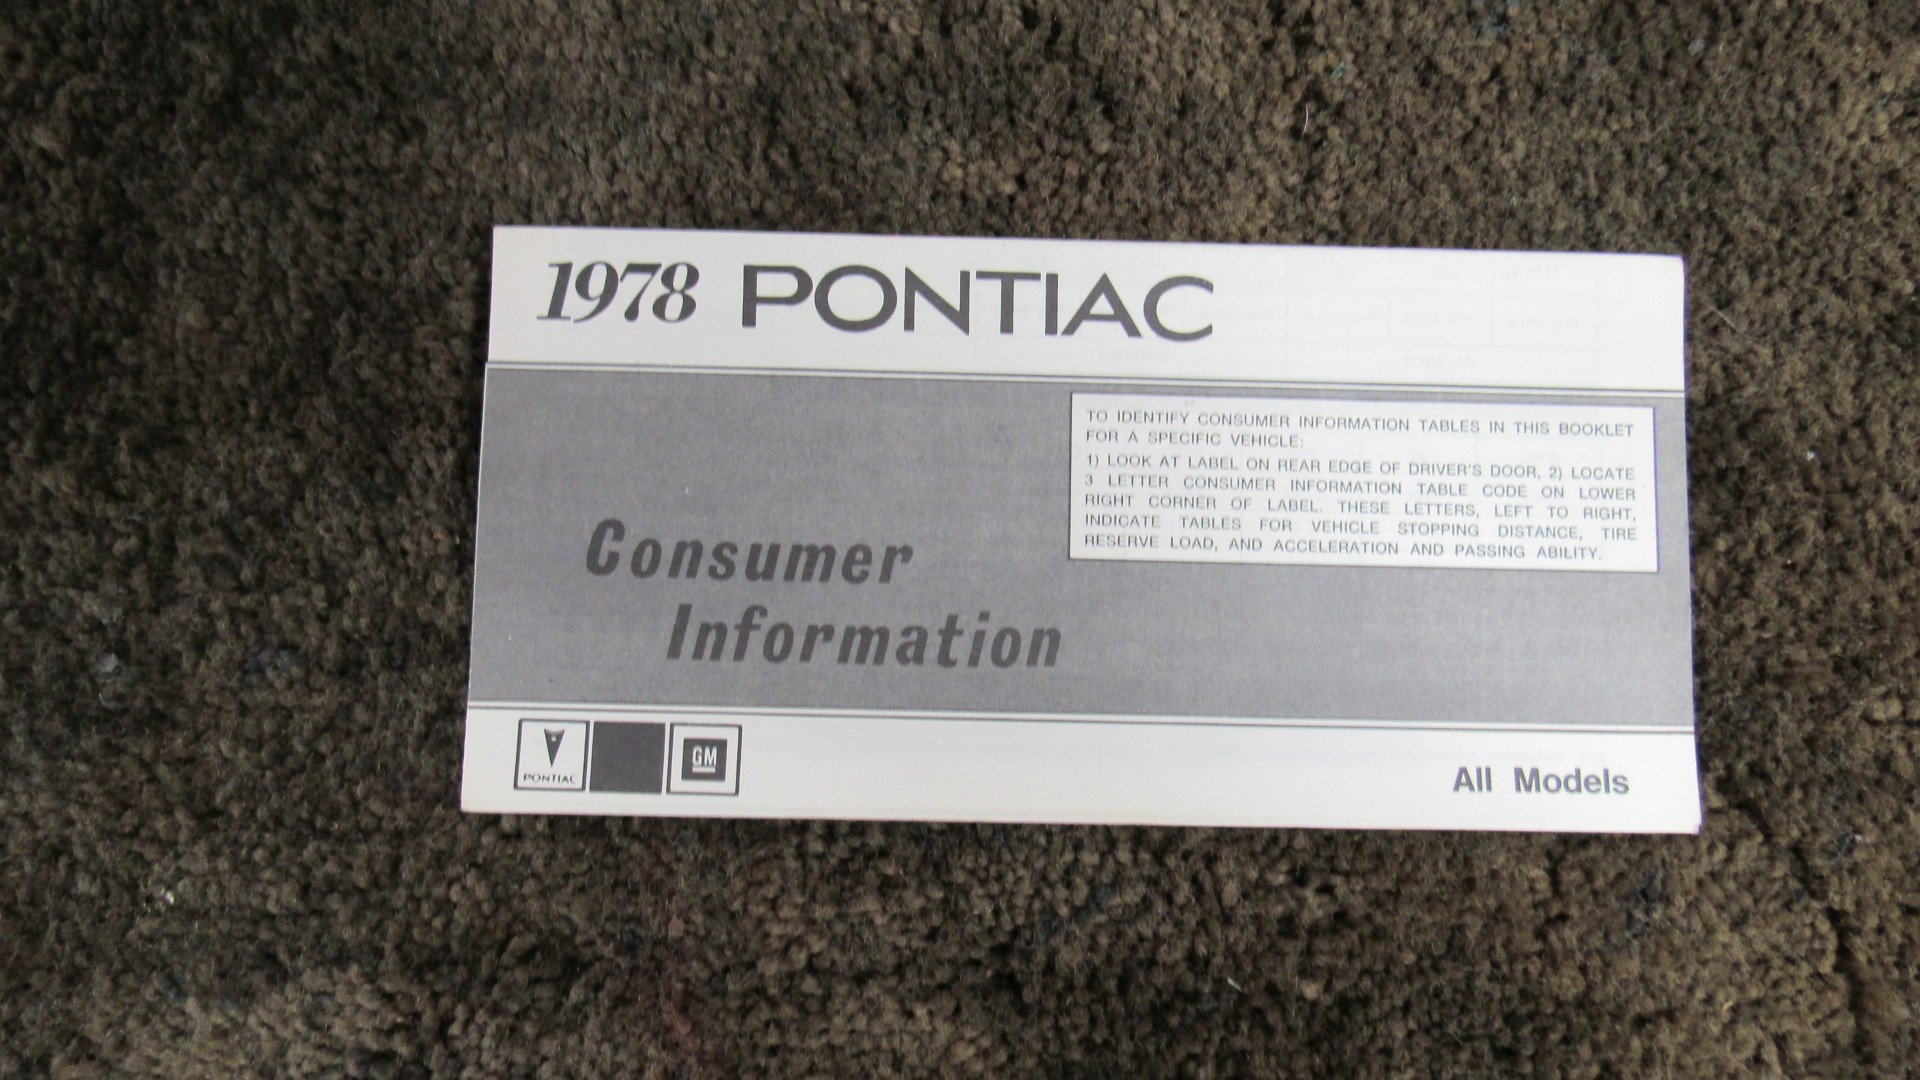 1978 PONTIAC
TO IDENTIFY CONSUMER INFORMATION TABLES IN THIS BOOKLET
FOR A SPECIFIC VEHICLE:
1) LOOK AT LABEL ON REAR EDGE OF DRIVER'S DOOR, 2) LOCATE
3 LETTER CONSUMER INFORMATION TABLE CODE ON LOWER
RIGHT CORNER OF LABEL. THESE LETTERS, LEFT TO RIGHT,
INDICATE TABLES FOR VEHICLE STOPPING DISTANCE, TIRE
RESERVE LOAD, AND ACCELERATION AND PASSING ABILITY.
Consumer
Information
PONTIAC
GM
All Models